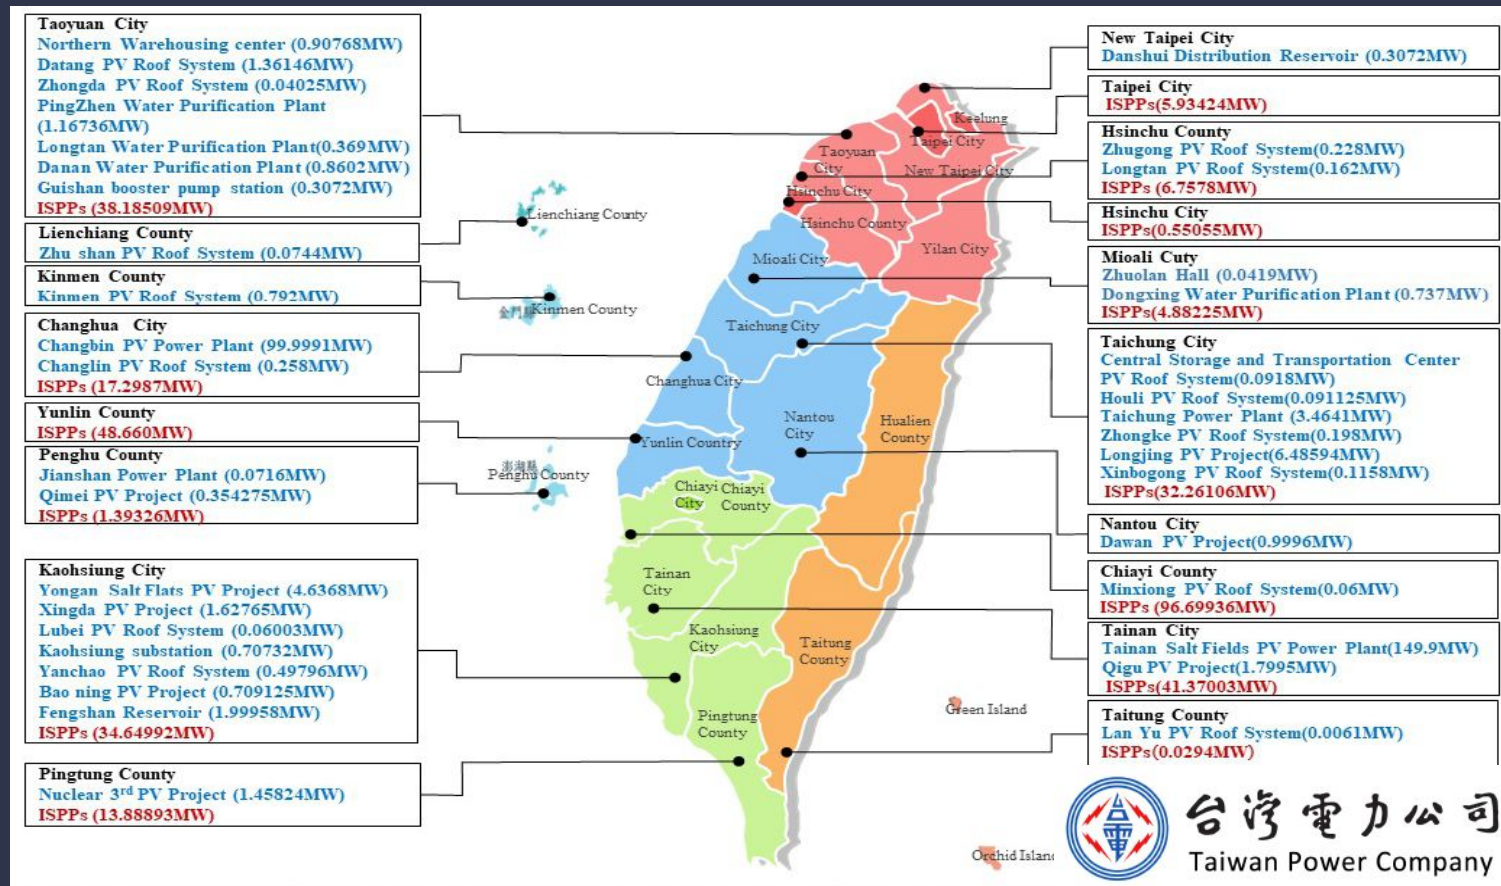 Taoyuan City
Northern Warehousing center (0.90768MW)
Datang PV Roof System (1.36146MW)
Zhongda PV Roof System (0.04025MW)
PingZhen Water Purification Plant
(1.16736MW)
Longtan Water Purification Plant(0.369MW)
Danan Water Purification Plant (0.8602MW)
Guishan booster pump station (0.3072MW)
ISPPs (38.18509MW)
Lienchiang County
Zhu shan PV Roof System (0.0744MW)
Kinmen County
Kinmen PV Roof System (0.792MW)
Changhua City
Changbin PV Power Plant (99.9991MW)
Changlin PV Roof System (0.258MW)
ISPPs (17.2987MW)
Yunlin County
ISPPs (48.660MW)
Penghu County
Jianshan Power Plant (0.0716MW)
Qimei PV Project (0.354275MW)
ISPPs (1.39326MW)
Kaohsiung City
Yongan Salt Flats PV Project (4.6368MW)
Xingda PV Project (1.62765MW)
Lubei PV Roof System (0.06003MW)
Kaohsiung substation (0.70732MW)
Yanchao PV Roof System (0.49796MW)
Bao ning PV Project (0.709125MW)
Fengshan Reservoir (1.99958MW)
ISPPs (34.64992MW)
Pingtung County
Nuclear 3rd PV Project (1.45824MW)
ISPPs (13.88893MW)
Keelung
Taipei City
Taoyuan
City
New Taipei City
Hsinchu City
Hsinchu County
Yilan City
Lienchiang County
Mioali City
金門縣
Kinmen County
Taichung City
Changhua City
Nantou
City
Hualien
County
Yunlin Country
澎湖縣
Penghu County
Chiayi
City
Chiayi
County
Tainan
City
Kaohsiung
City
Taitung
County
Pingtung
County
Green Island
Orchid Island
New Taipei City
Danshui Distribution Reservoir (0.3072MW)
Taipei City
ISPPs(5.93424MW)
Hsinchu County
Zhugong PV Roof System(0.228MW)
Longtan PV Roof System(0.162MW)
ISPPs (6.7578MW)
Hsinchu City
ISPPs(0.55055MW)
Mioali Cuty
Zhuolan Hall (0.0419MW)
Dongxing Water Purification Plant (0.737MW)
ISPPs(4.88225MW)
Taichung City
Central Storage and Transportation Center
PV Roof System(0.0918MW)
Houli PV Roof System(0.091125MW)
Taichung Power Plant (3.4641MW)
Zhongke PV Roof System(0.198MW)
Longjing PV Project(6.48594MW)
Xinbogong PV Roof System(0.1158MW)
ISPPs(32.26106MW)
Nantou City
Dawan PV Project(0.9996MW)
Chiayi County
Minxiong PV Roof System(0.06MW)
ISPPs (96.69936MW)
Tainan City
Tainan Salt Fields PV Power Plant(149.9MW)
Qigu PV Project(1.7995MW)
ISPPs(41.37003MW)
Taitung County
Lan Yu PV Roof System(0.0061MW)
ISPPs(0.0294MW)
台灣電力公司
Taiwan Power Company